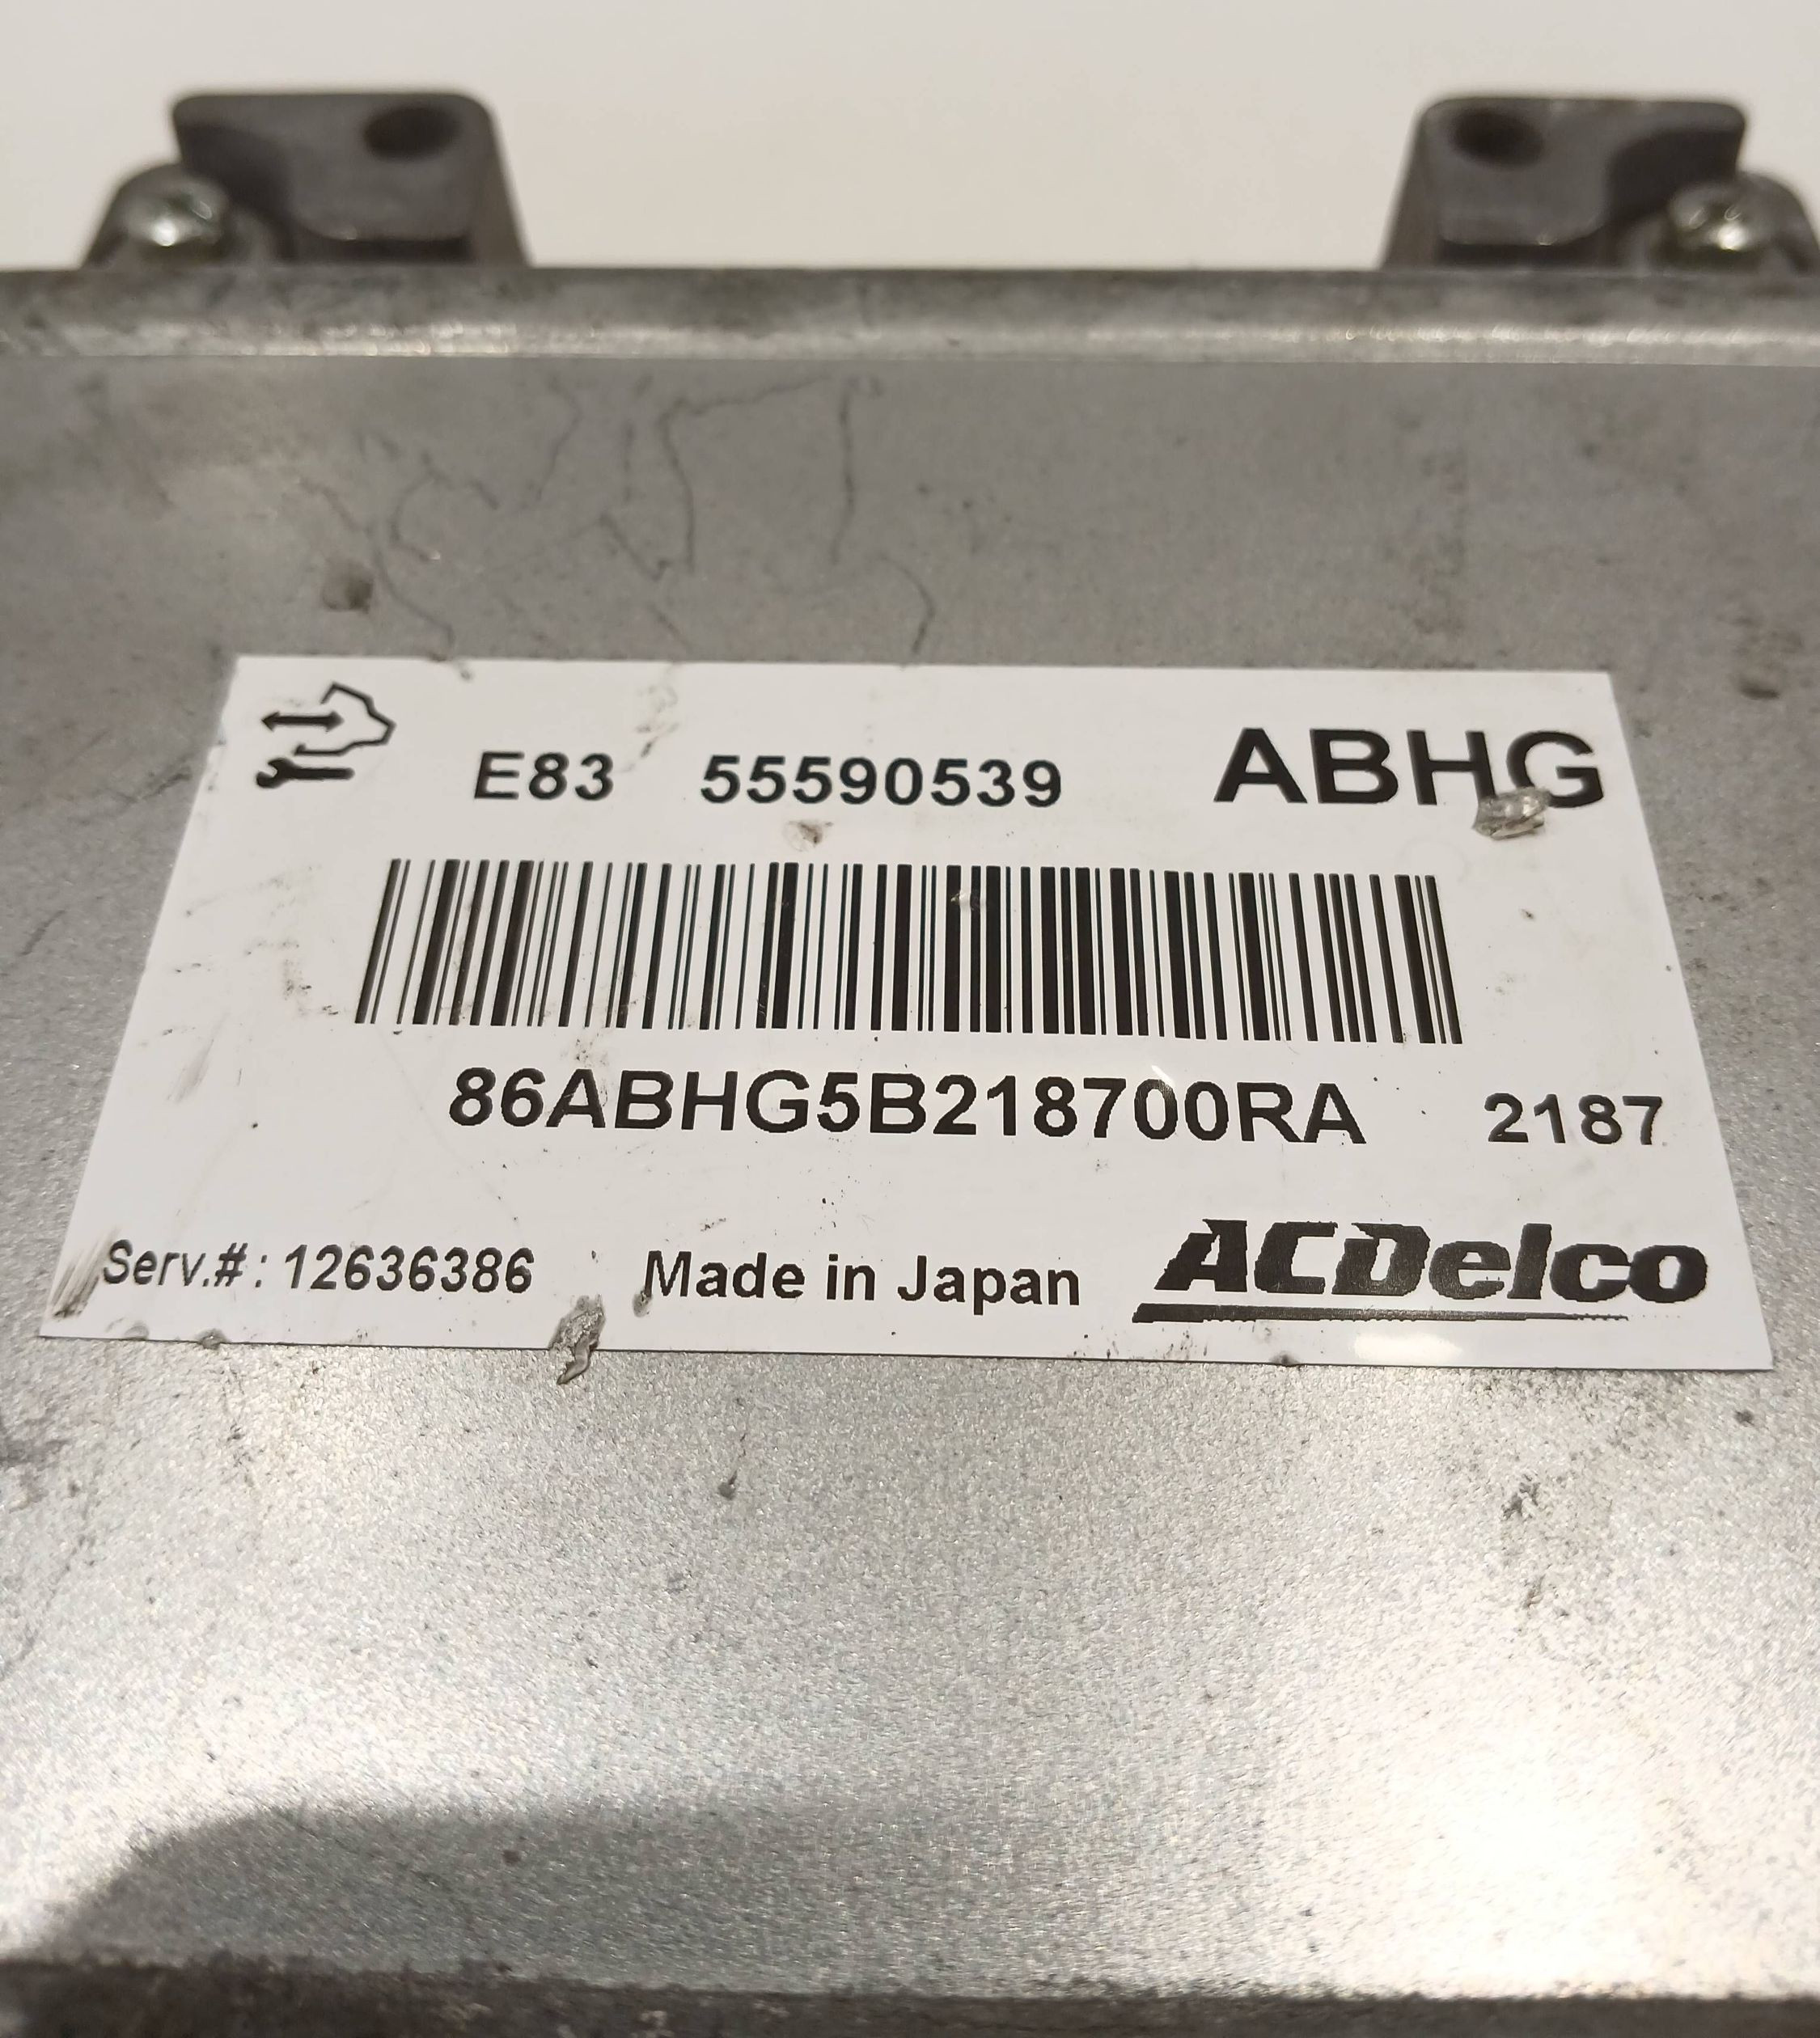 E83 55590539 ABHG
86ABHG5B218700RA 2187
Serv.#: 12636386 Made in Japan ACDelco